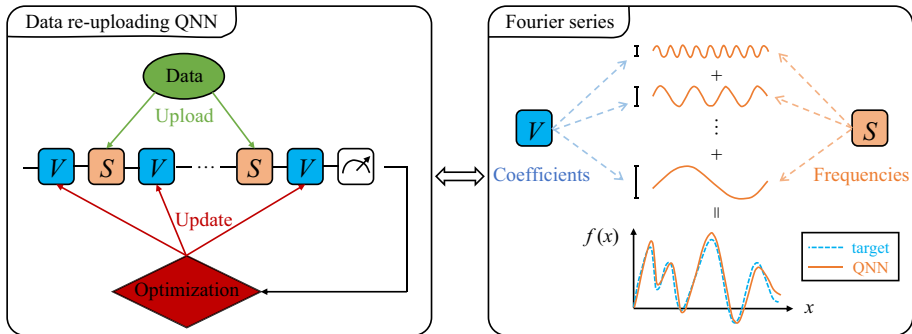 Data re-uploading QNN
Data
Upload
V S V ··· S V
Update
Optimization
Fourier series
+
V
⋮
S
+
Coefficients
Frequencies
=
f(x)
target
QNN
x